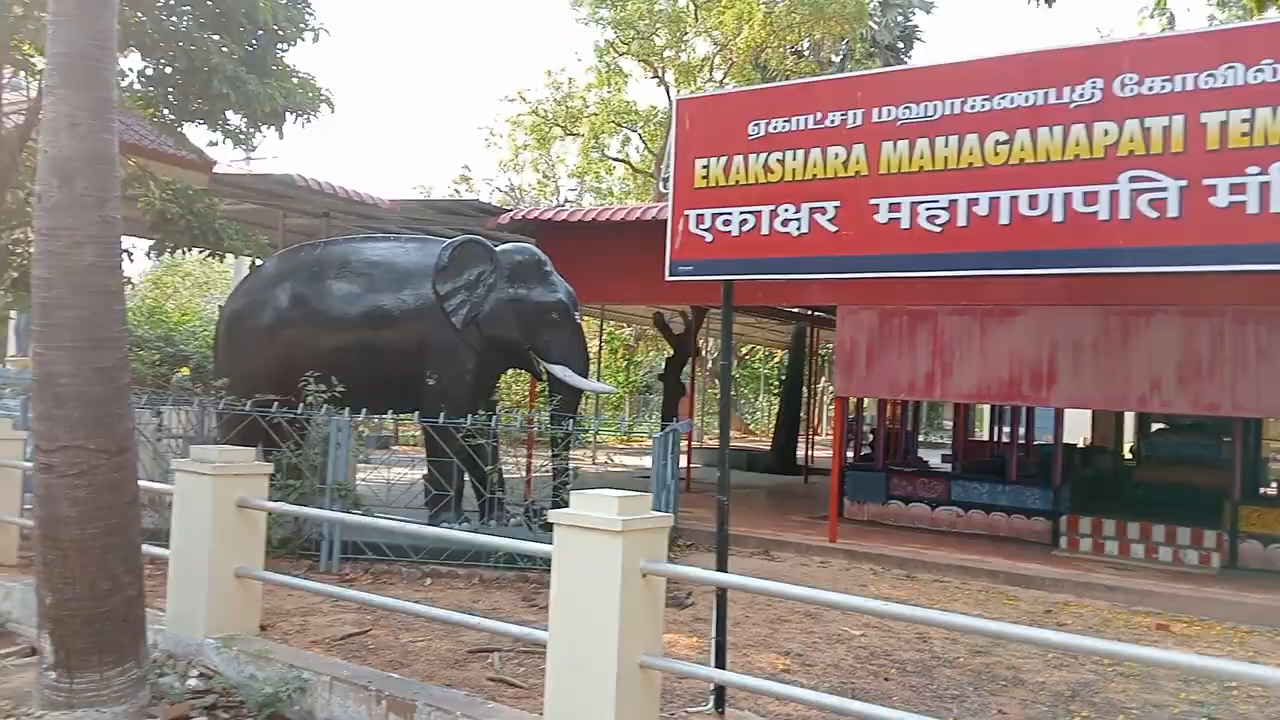 ஏகாட்சர மஹாகணபதி கோவில்
EKAKSHARA MAHAGANAPATI TEM
एकाक्षर महागणपति मं